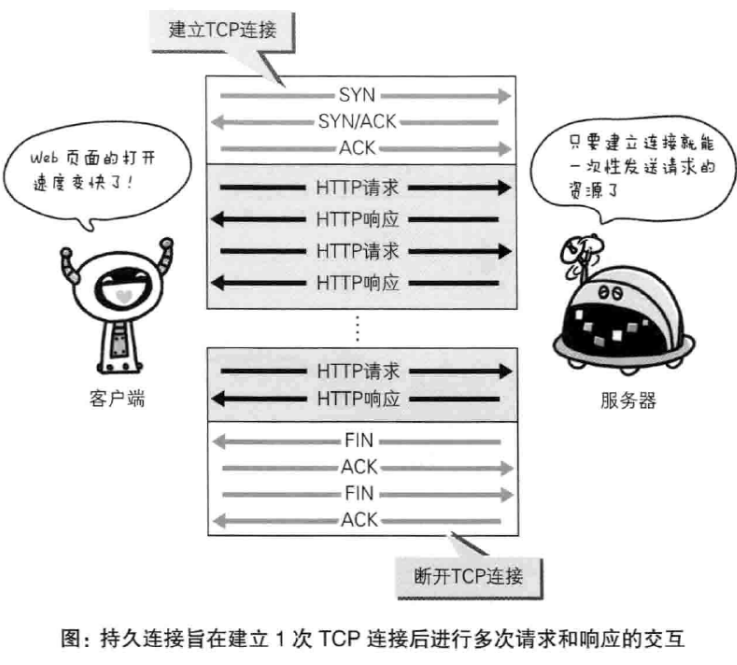 建立TCP连接
SYN
SYN/ACK
ACK
Web 页面的打开
速度变快了!
只要建立连接就能
一次性发送请求的
资源了
HTTP请求
HTTP响应
HTTP请求
HTTP响应
HTTP请求
HTTP响应
客户端
服务器
FIN
ACK
FIN
ACK
断开TCP连接
图：持久连接旨在建立 1 次 TCP 连接后进行多次请求和响应的交互